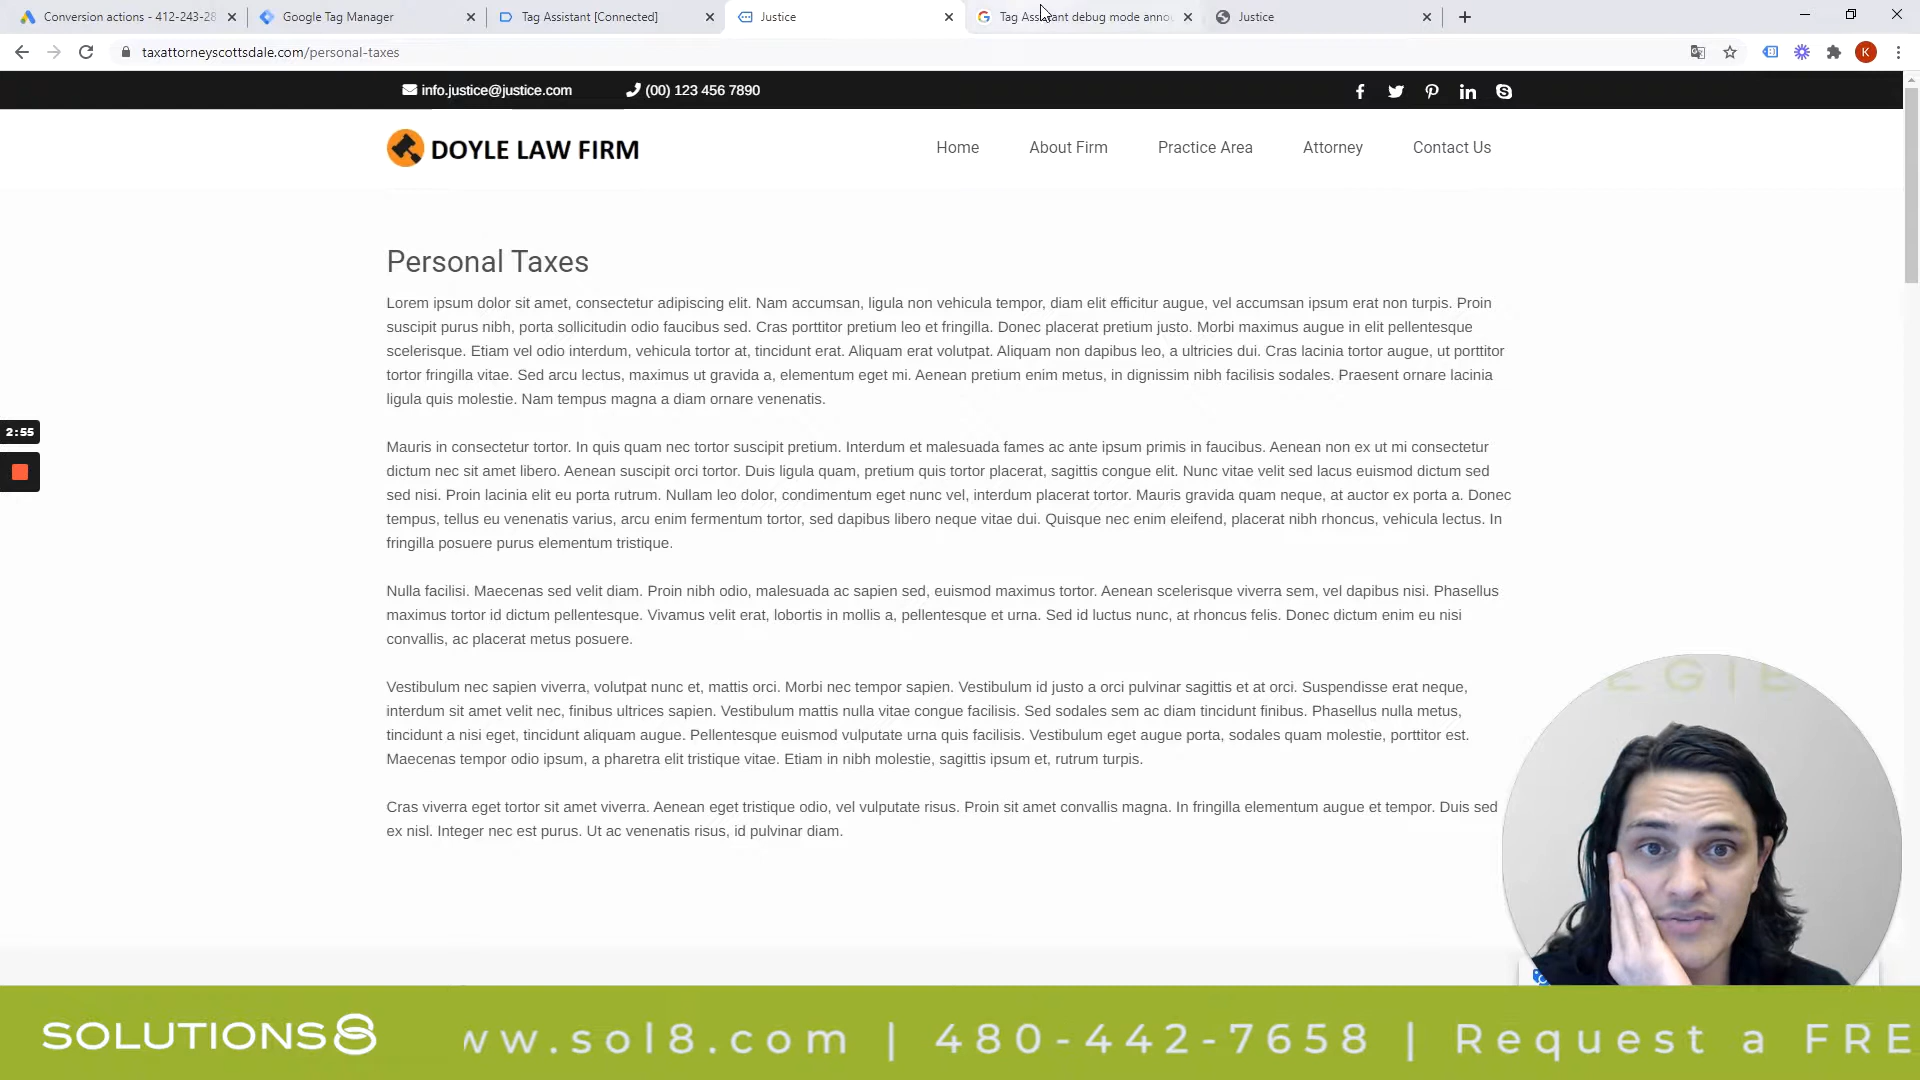 Conversion actions - 412-243-28
Google Tag Manager
Tag Assistant [Connected]
Justice
Tag Assistant debug mode annou
Justice
K
taxattorneyscottsdale.com/personal-taxes
info.justice@justice.com
(00) 123 456 7890
DOYLE LAW FIRM
Home
About Firm
Practice Area
Attorney
Contact Us
Personal Taxes
Lorem ipsum dolor sit amet, consectetur adipiscing elit. Nam accumsan, ligula non vehicula tempor, diam elit efficitur augue, vel accumsan ipsum erat non turpis. Proin
suscipit purus nibh, porta sollicitudin odio faucibus sed. Cras porttitor pretium leo et fringilla. Donec placerat pretium justo. Morbi maximus augue in elit pellentesque
scelerisque. Etiam vel odio interdum, vehicula tortor at, tincidunt erat. Aliquam erat volutpat. Aliquam non dapibus leo, a ultricies dui. Cras lacinia tortor augue, ut porttitor
tortor fringilla vitae. Sed arcu lectus, maximus ut gravida a, elementum eget mi. Aenean pretium enim metus, in dignissim nibh facilisis sodales. Praesent ornare lacinia
ligula quis molestie. Nam tempus magna a diam ornare venenatis.
2:55
Mauris in consectetur tortor. In quis quam nec tortor suscipit pretium. Interdum et malesuada fames ac ante ipsum primis in faucibus. Aenean non ex ut mi consectetur
dictum nec sit amet libero. Aenean suscipit orci tortor. Duis ligula quam, pretium quis tortor placerat, sagittis congue elit. Nunc vitae velit sed lacus euismod dictum sed
sed nisi. Proin lacinia elit eu porta rutrum. Nullam leo dolor, condimentum eget nunc vel, interdum placerat tortor. Mauris gravida quam neque, at auctor ex porta a. Donec
tempus, tellus eu venenatis varius, arcu enim fermentum tortor, sed dapibus libero neque vitae dui. Quisque nec enim eleifend, placerat nibh rhoncus, vehicula lectus. In
fringilla posuere purus elementum tristique.
Nulla facilisi. Maecenas sed velit diam. Proin nibh odio, malesuada ac sapien sed, euismod maximus tortor. Aenean scelerisque viverra sem, vel dapibus nisi. Phasellus
maximus tortor id dictum pellentesque. Vivamus velit erat, lobortis in mollis a, pellentesque et urna. Sed id luctus nunc, at rhoncus felis. Donec dictum enim eu nisi
convallis, ac placerat metus posuere.
Vestibulum nec sapien viverra, volutpat nunc et, mattis orci. Morbi nec tempor sapien. Vestibulum id justo a orci pulvinar sagittis et at orci. Suspendisse erat neque,
interdum sit amet velit nec, finibus ultrices sapien. Vestibulum mattis nulla vitae congue facilisis. Sed sodales sem ac diam tincidunt finibus. Phasellus nulla metus,
tincidunt a nisi eget, tincidunt aliquam augue. Pellentesque euismod vulputate urna quis facilisis. Vestibulum eget augue porta, sodales quam molestie, porttitor est.
Maecenas tempor odio ipsum, a pharetra elit tristique vitae. Etiam in nibh molestie, sagittis ipsum et, rutrum turpis.
Cras viverra eget tortor sit amet viverra. Aenean eget tristique odio, vel vulputate risus. Proin sit amet convallis magna. In fringilla elementum augue et tempor. Duis sed
ex nisl. Integer nec est purus. Ut ac venenatis risus, id pulvinar diam.
EGIE
SOLUTIONS8
ww.sol8.com | 480-442-7658 | Request a FRE